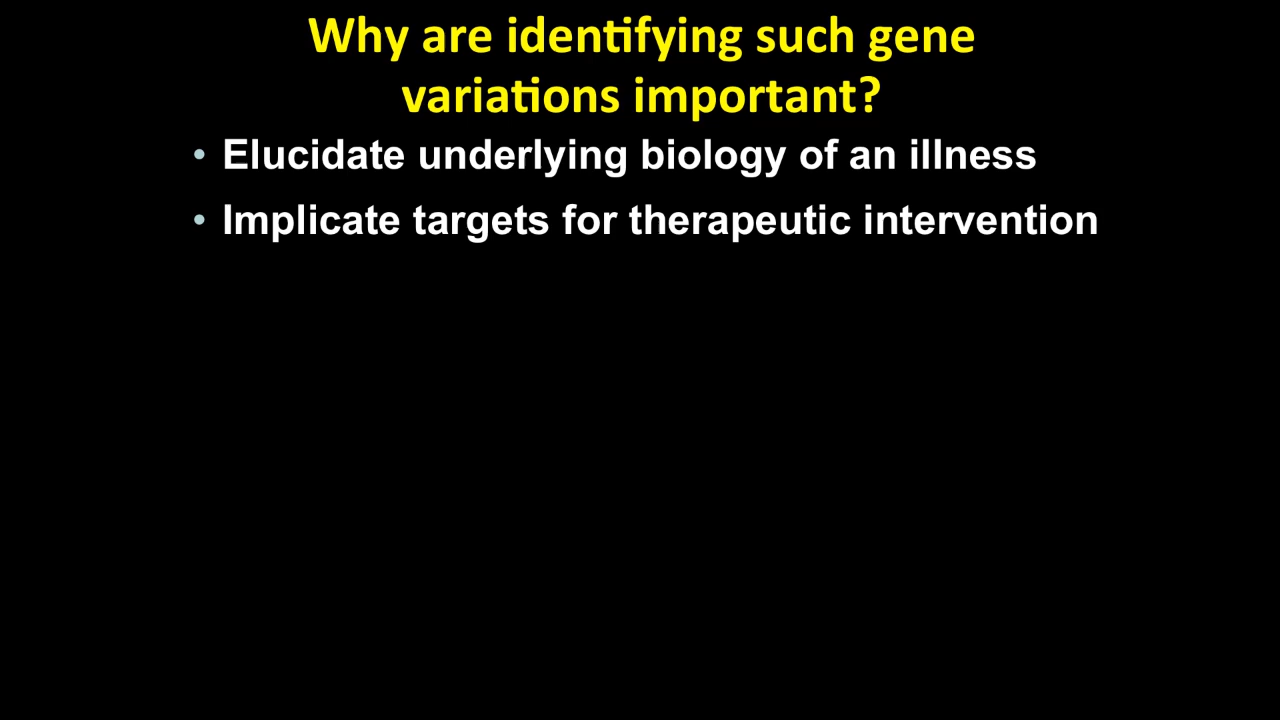 Why are identifying such gene
variations important?
• Elucidate underlying biology of an illness
• Implicate targets for therapeutic intervention